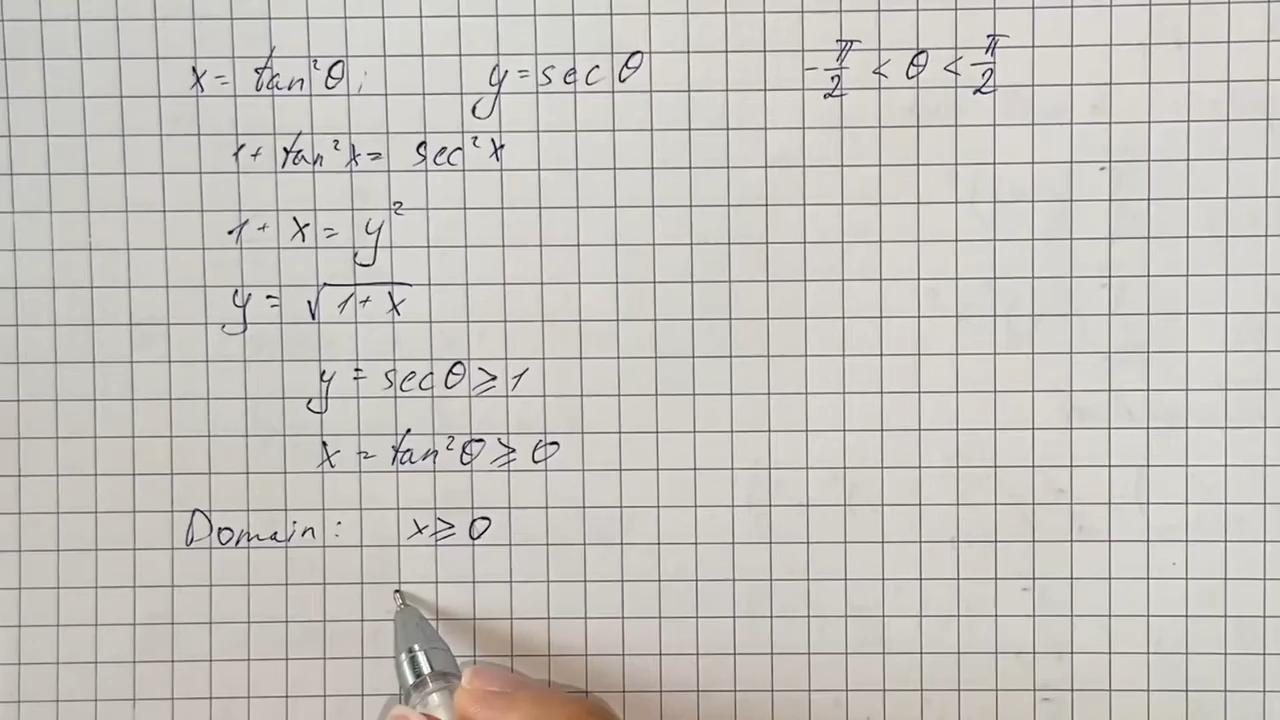 x = tan²θ; y = sec θ -π/2 < θ < π/2
1 + tan²x = sec²x
1 + x = y²
y = √(1 + x)
y = sec θ ≥ 1
x = tan²θ ≥ 0
Domain: x ≥ 0